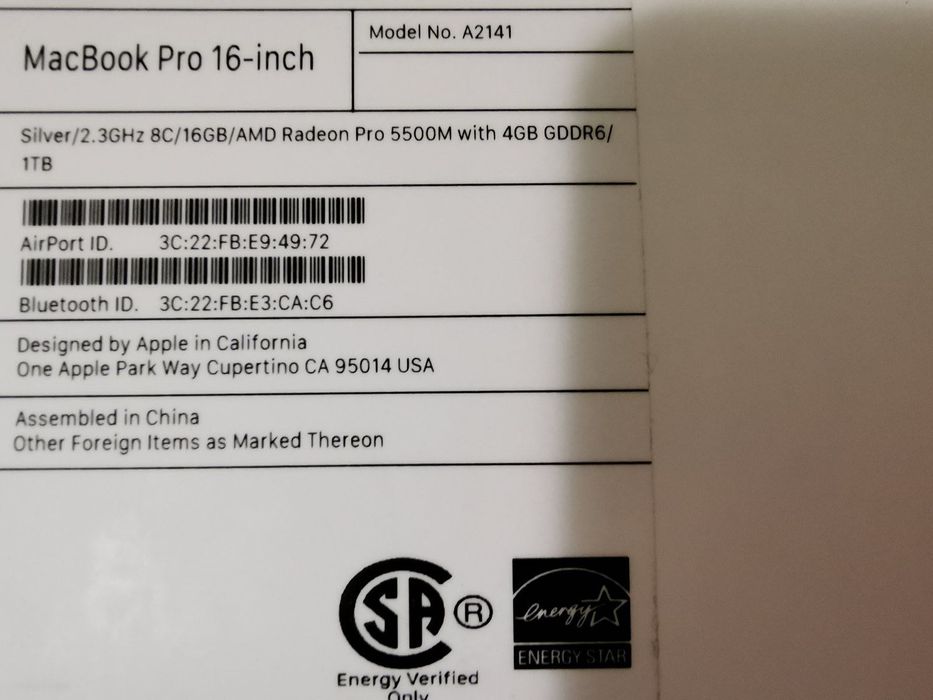 MacBook Pro 16-inch
Model No. A2141
Silver/2.3GHz 8C/16GB/AMD Radeon Pro 5500M with 4GB GDDR6/
1TB
AirPort ID. 3C:22:FB:E9:49:72
Bluetooth ID. 3C:22:FB:E3:CA:C6
Designed by Apple in California
One Apple Park Way Cupertino CA 95014 USA
Assembled in China
Other Foreign Items as Marked Thereon
SA ®
energy
ENERGY STAR
Energy Verified
Only